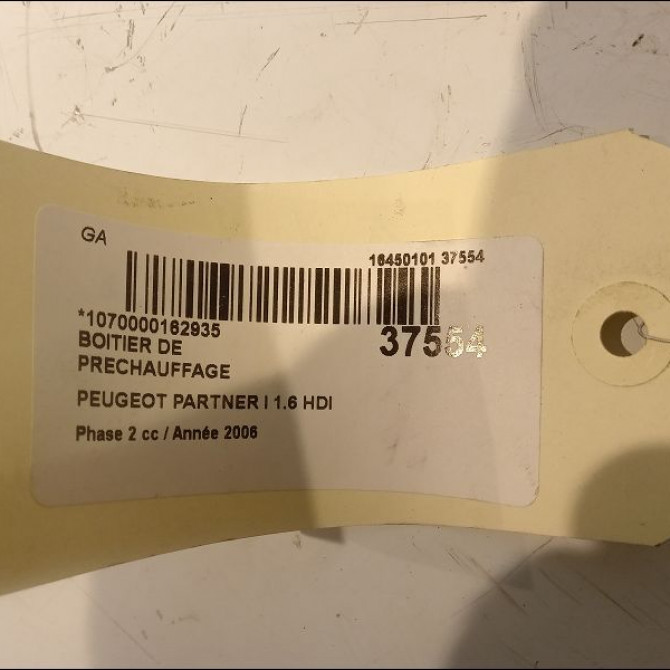 GA
16450101 37554
*1070000162935
37554
BOITIER DE
PRECHAUFFAGE
PEUGEOT PARTNER I 1.6 HDI
Phase 2 cc / Année 2006